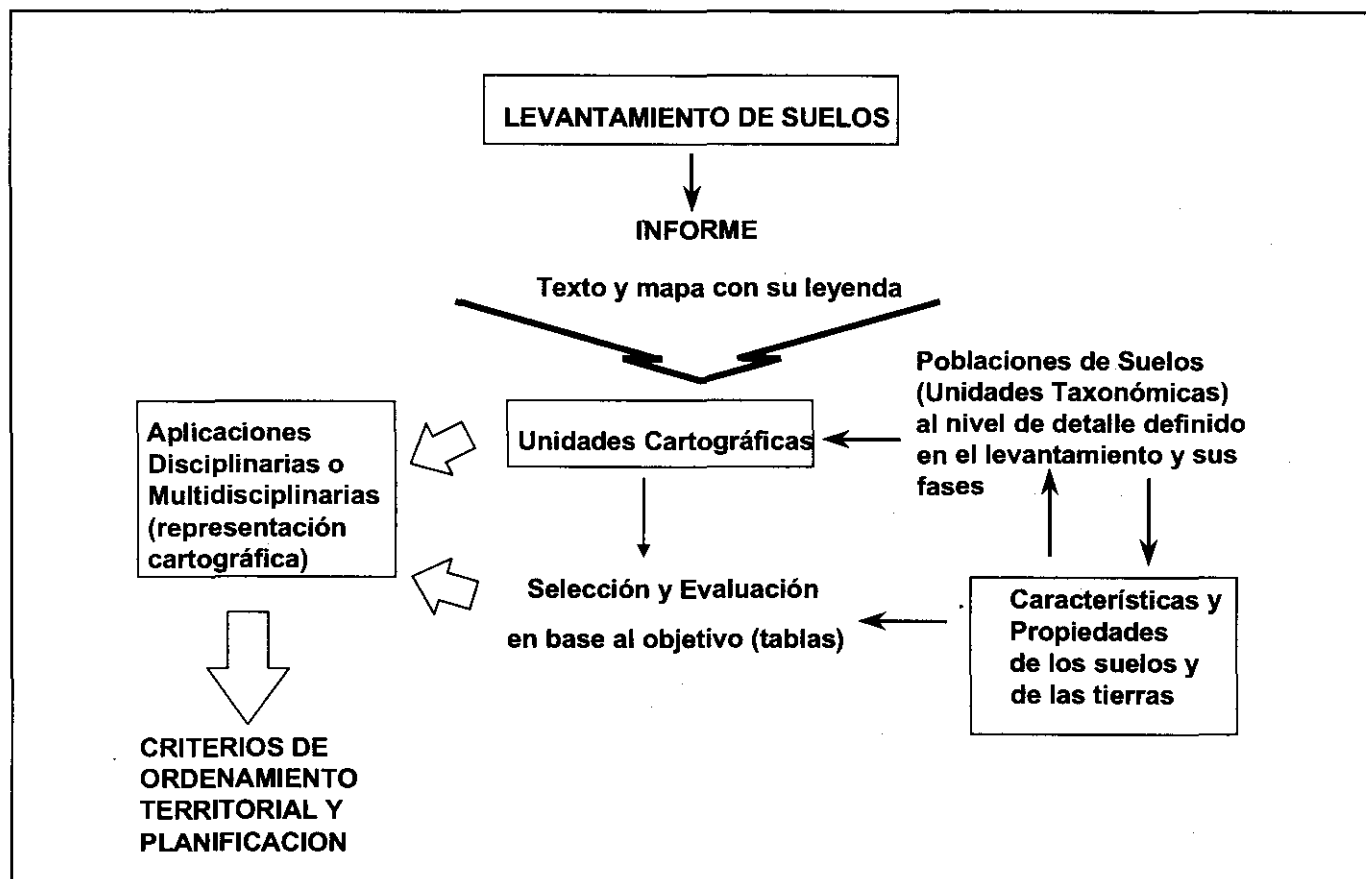 LEVANTAMIENTO DE SUELOS
INFORME
Texto y mapa con su leyenda
Poblaciones de Suelos
(Unidades Taxonómicas)
al nivel de detalle definido
en el levantamiento y sus
fases
Unidades Cartográficas
Aplicaciones
Disciplinarias o
Multidisciplinarias
(representación
cartográfica)
Selección y Evaluación
en base al objetivo (tablas)
Características y
Propiedades
de los suelos y
de las tierras
CRITERIOS DE
ORDENAMIENTO
TERRITORIAL Y
PLANIFICACION